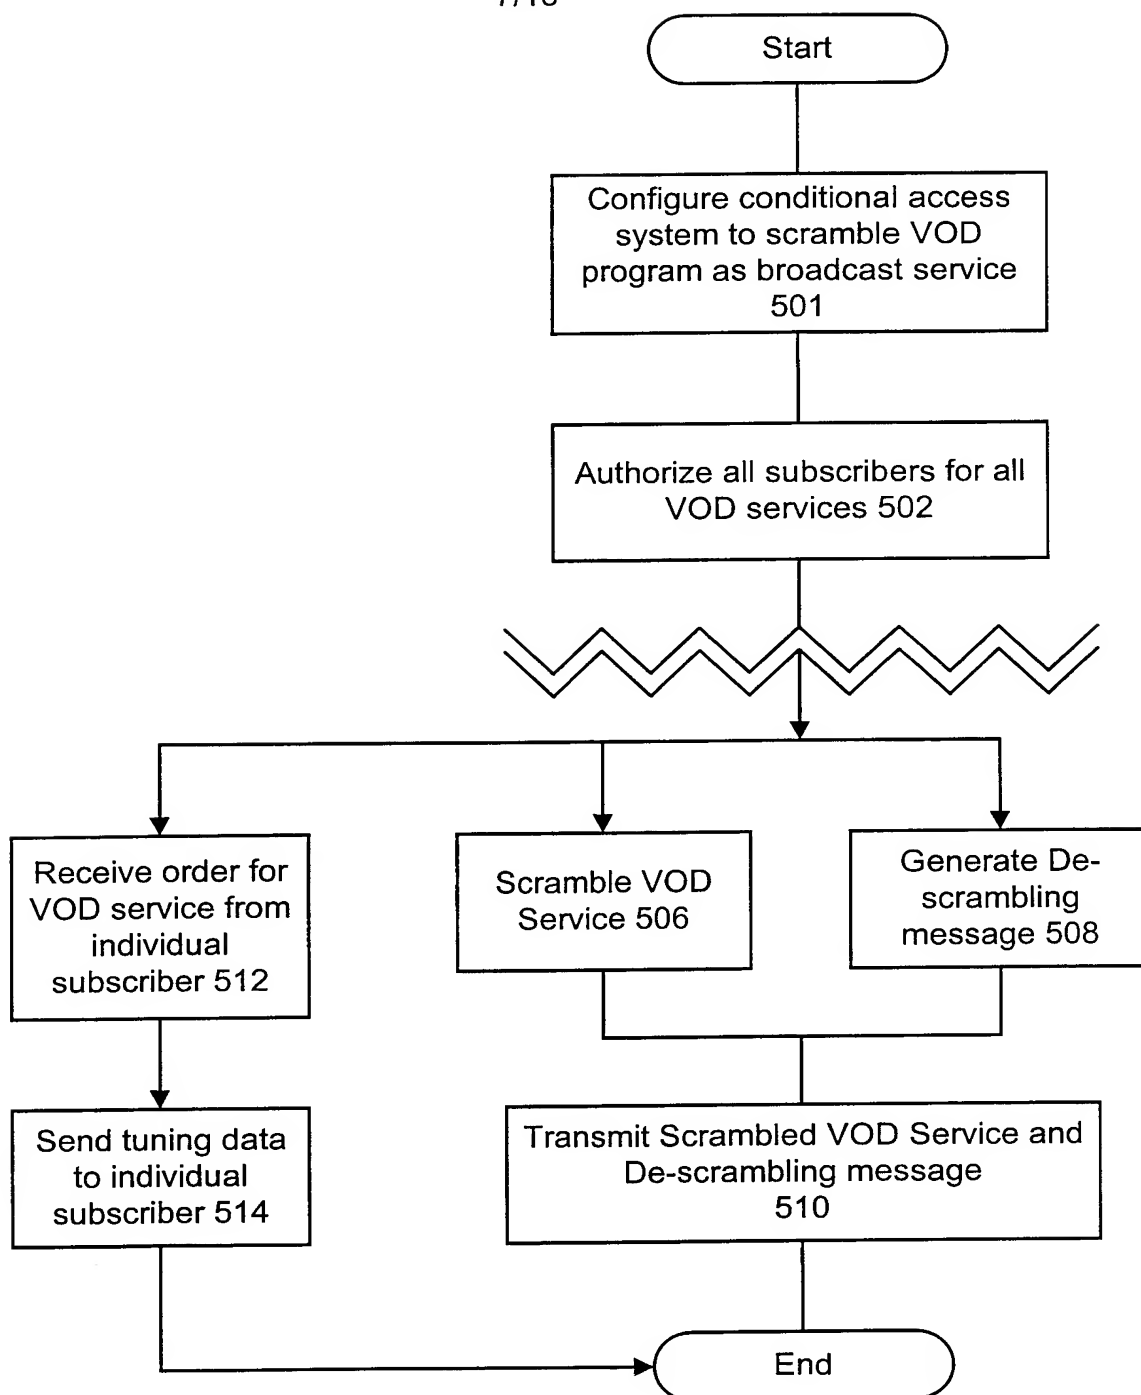 Start
Configure conditional access
system to scramble VOD
program as broadcast service
501
Authorize all subscribers for all
VOD services 502
Receive order for
VOD service from
individual
subscriber 512
Scramble VOD
Service 506
Generate De-
scrambling
message 508
Send tuning data
to individual
subscriber 514
Transmit Scrambled VOD Service and
De-scrambling message
510
End